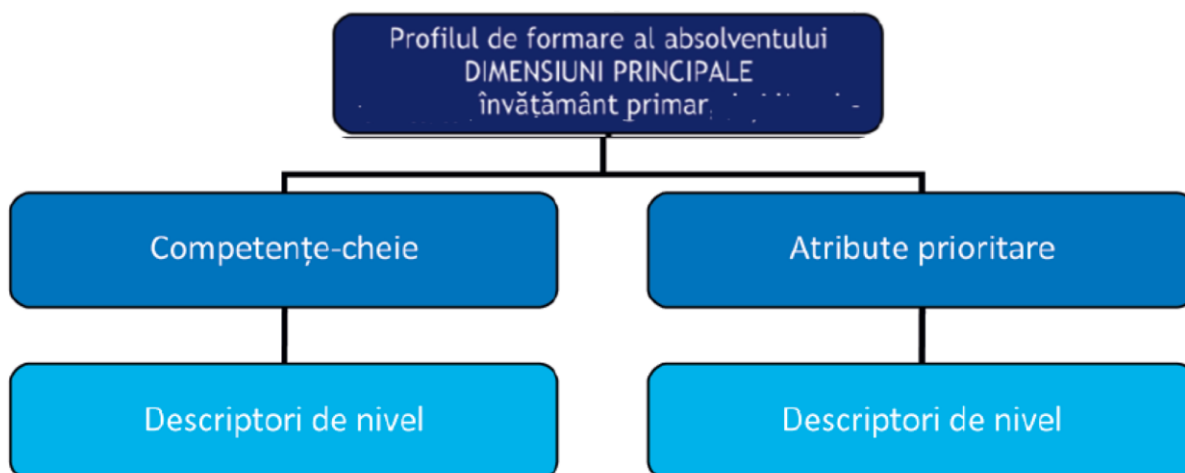 Profilul de formare al absolventului
DIMENSIUNI PRINCIPALE
învățământ primar
Competențe-cheie
Atribute prioritare
Descriptori de nivel
Descriptori de nivel